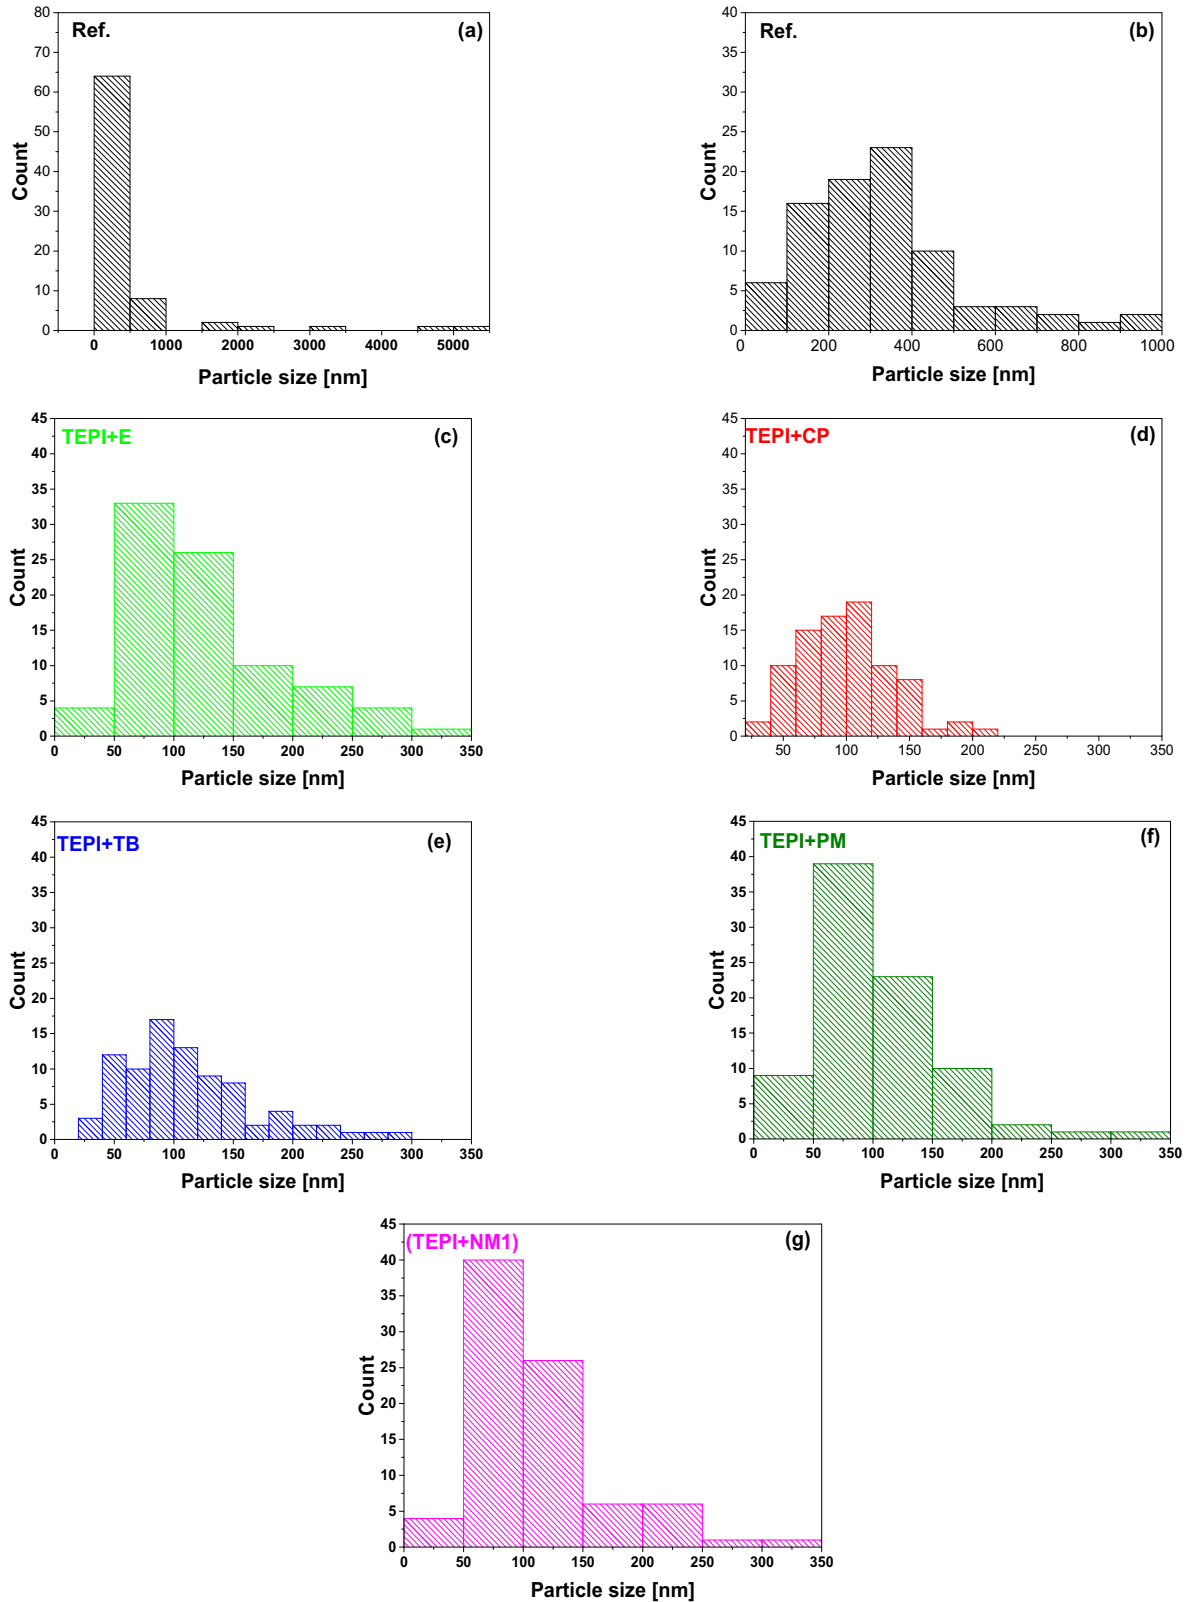 Ref.
(a)
80
70
60
50
40
30
20
10
0
Count
0 1000 2000 3000 4000 5000
Particle size [nm]
Ref.
(b)
40
35
30
25
20
15
10
5
0
Count
0 200 400 600 800 1000
Particle size [nm]
TEPI+E
(c)
45
40
35
30
25
20
15
10
5
0
Count
0 50 100 150 200 250 300 350
Particle size [nm]
TEPI+CP
(d)
45
40
35
30
25
20
15
10
5
0
Count
50 100 150 200 250 300 350
Particle size [nm]
TEPI+TB
(e)
45
40
35
30
25
20
15
10
5
0
Count
0 50 100 150 200 250 300 350
Particle size [nm]
TEPI+PM
(f)
45
40
35
30
25
20
15
10
5
0
Count
0 50 100 150 200 250 300 350
Particle size [nm]
(TEPI+NM1)
(g)
45
40
35
30
25
20
15
10
5
0
Count
0 50 100 150 200 250 300 350
Particle size [nm]